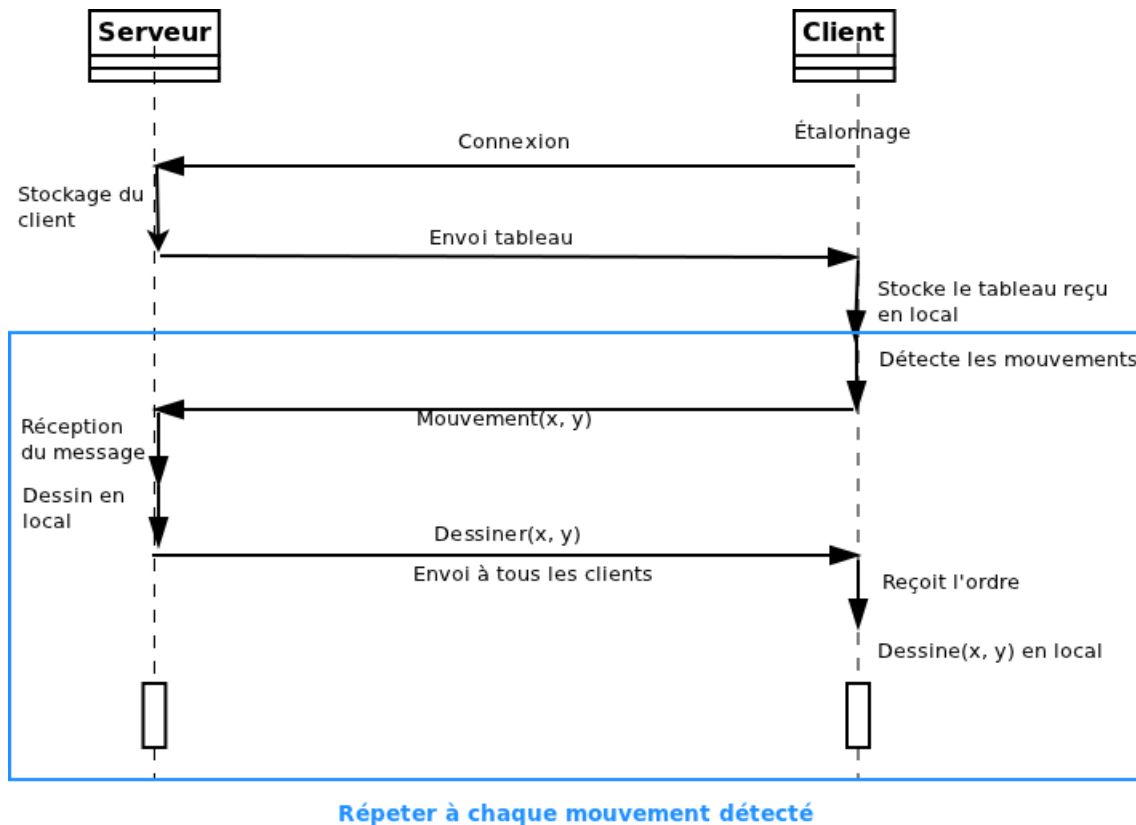 Serveur
Client
Étalonnage
Connexion
Stockage du
client
Envoi tableau
Stocke le tableau reçu
en local
Détecte les mouvements
Mouvement(x, y)
Réception
du message
Dessin en
local
Dessiner(x, y)
Envoi à tous les clients
Reçoit l'ordre
Dessine(x, y) en local
Répeter à chaque mouvement détecté